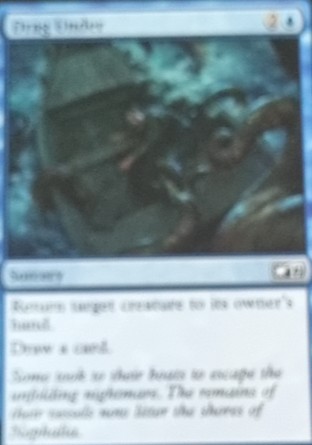 Drag Under
2
Sorcery
Return target creature to its owner's
hand.
Draw a card.
Some took to their boats to escape the
unfolding nightmare. The remains of
their vessels now litter the shores of
Nephalia.